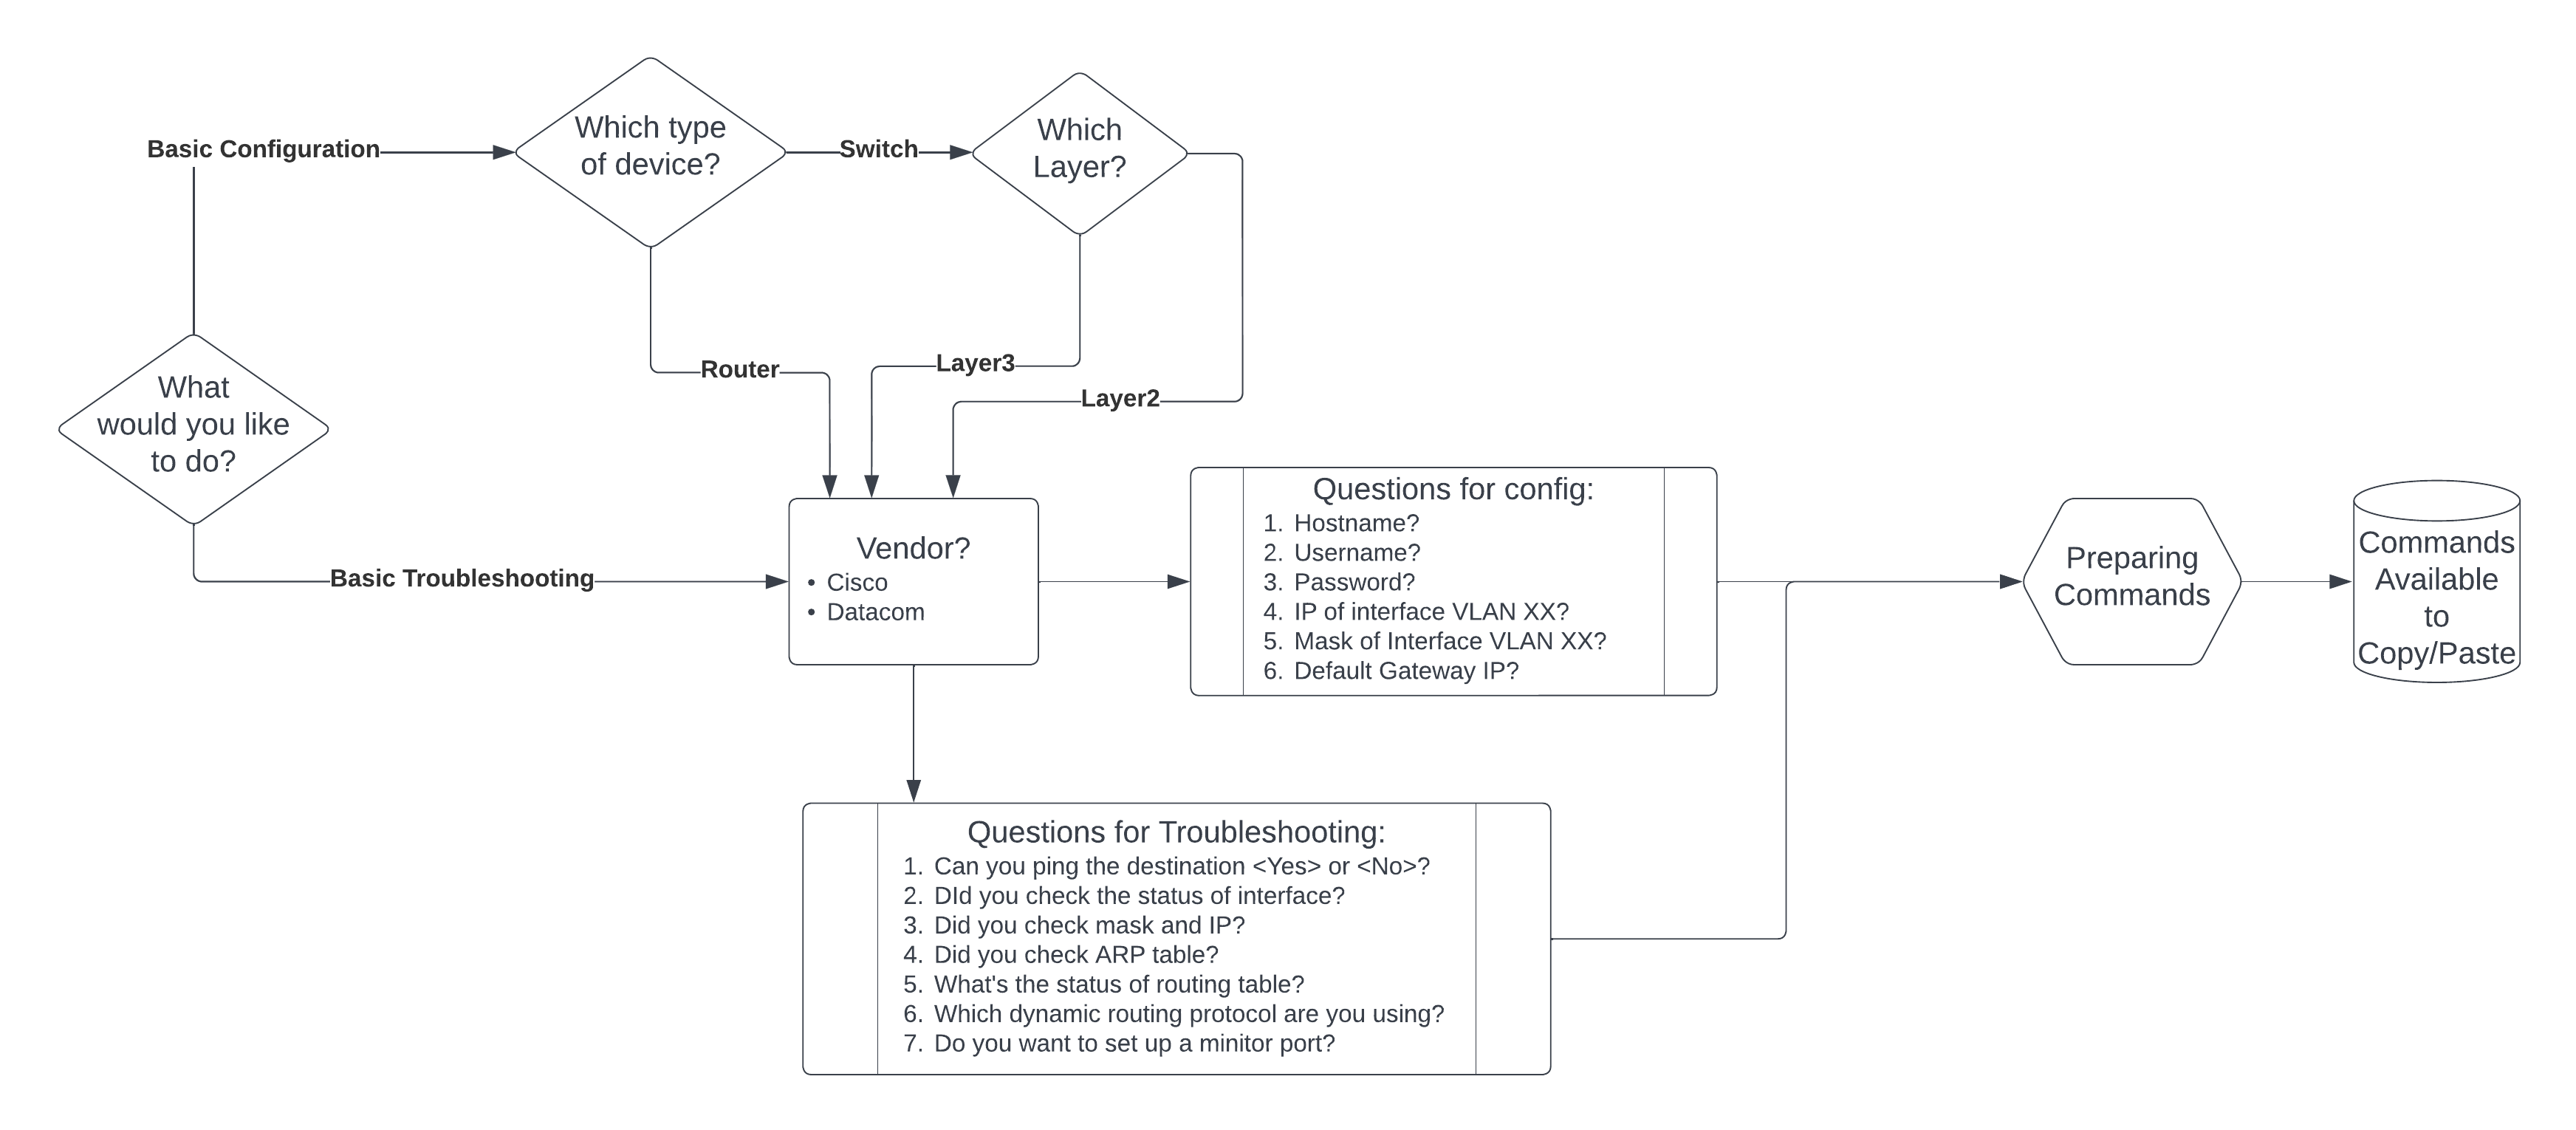 Which type
of device?
Which
Layer?
Basic Configuration
Switch
Router
Layer3
Layer2
What
would you like
to do?
Basic Troubleshooting
Vendor?
• Cisco
• Datacom
Questions for config:
1. Hostname?
2. Username?
3. Password?
4. IP of interface VLAN XX?
5. Mask of Interface VLAN XX?
6. Default Gateway IP?
Preparing
Commands
Commands
Available
to
Copy/Paste
Questions for Troubleshooting:
1. Can you ping the destination <Yes> or <No>?
2. DId you check the status of interface?
3. Did you check mask and IP?
4. Did you check ARP table?
5. What's the status of routing table?
6. Which dynamic routing protocol are you using?
7. Do you want to set up a minitor port?